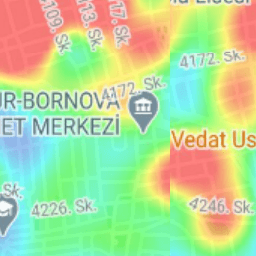 109. Sk.
113. Sk.
117. Sk.
4172. Sk.
4172. Sk.
UR-BORNOVA
ET MERKEZİ
Vedat Us
Sk.
4226. Sk.
4246. Sk.